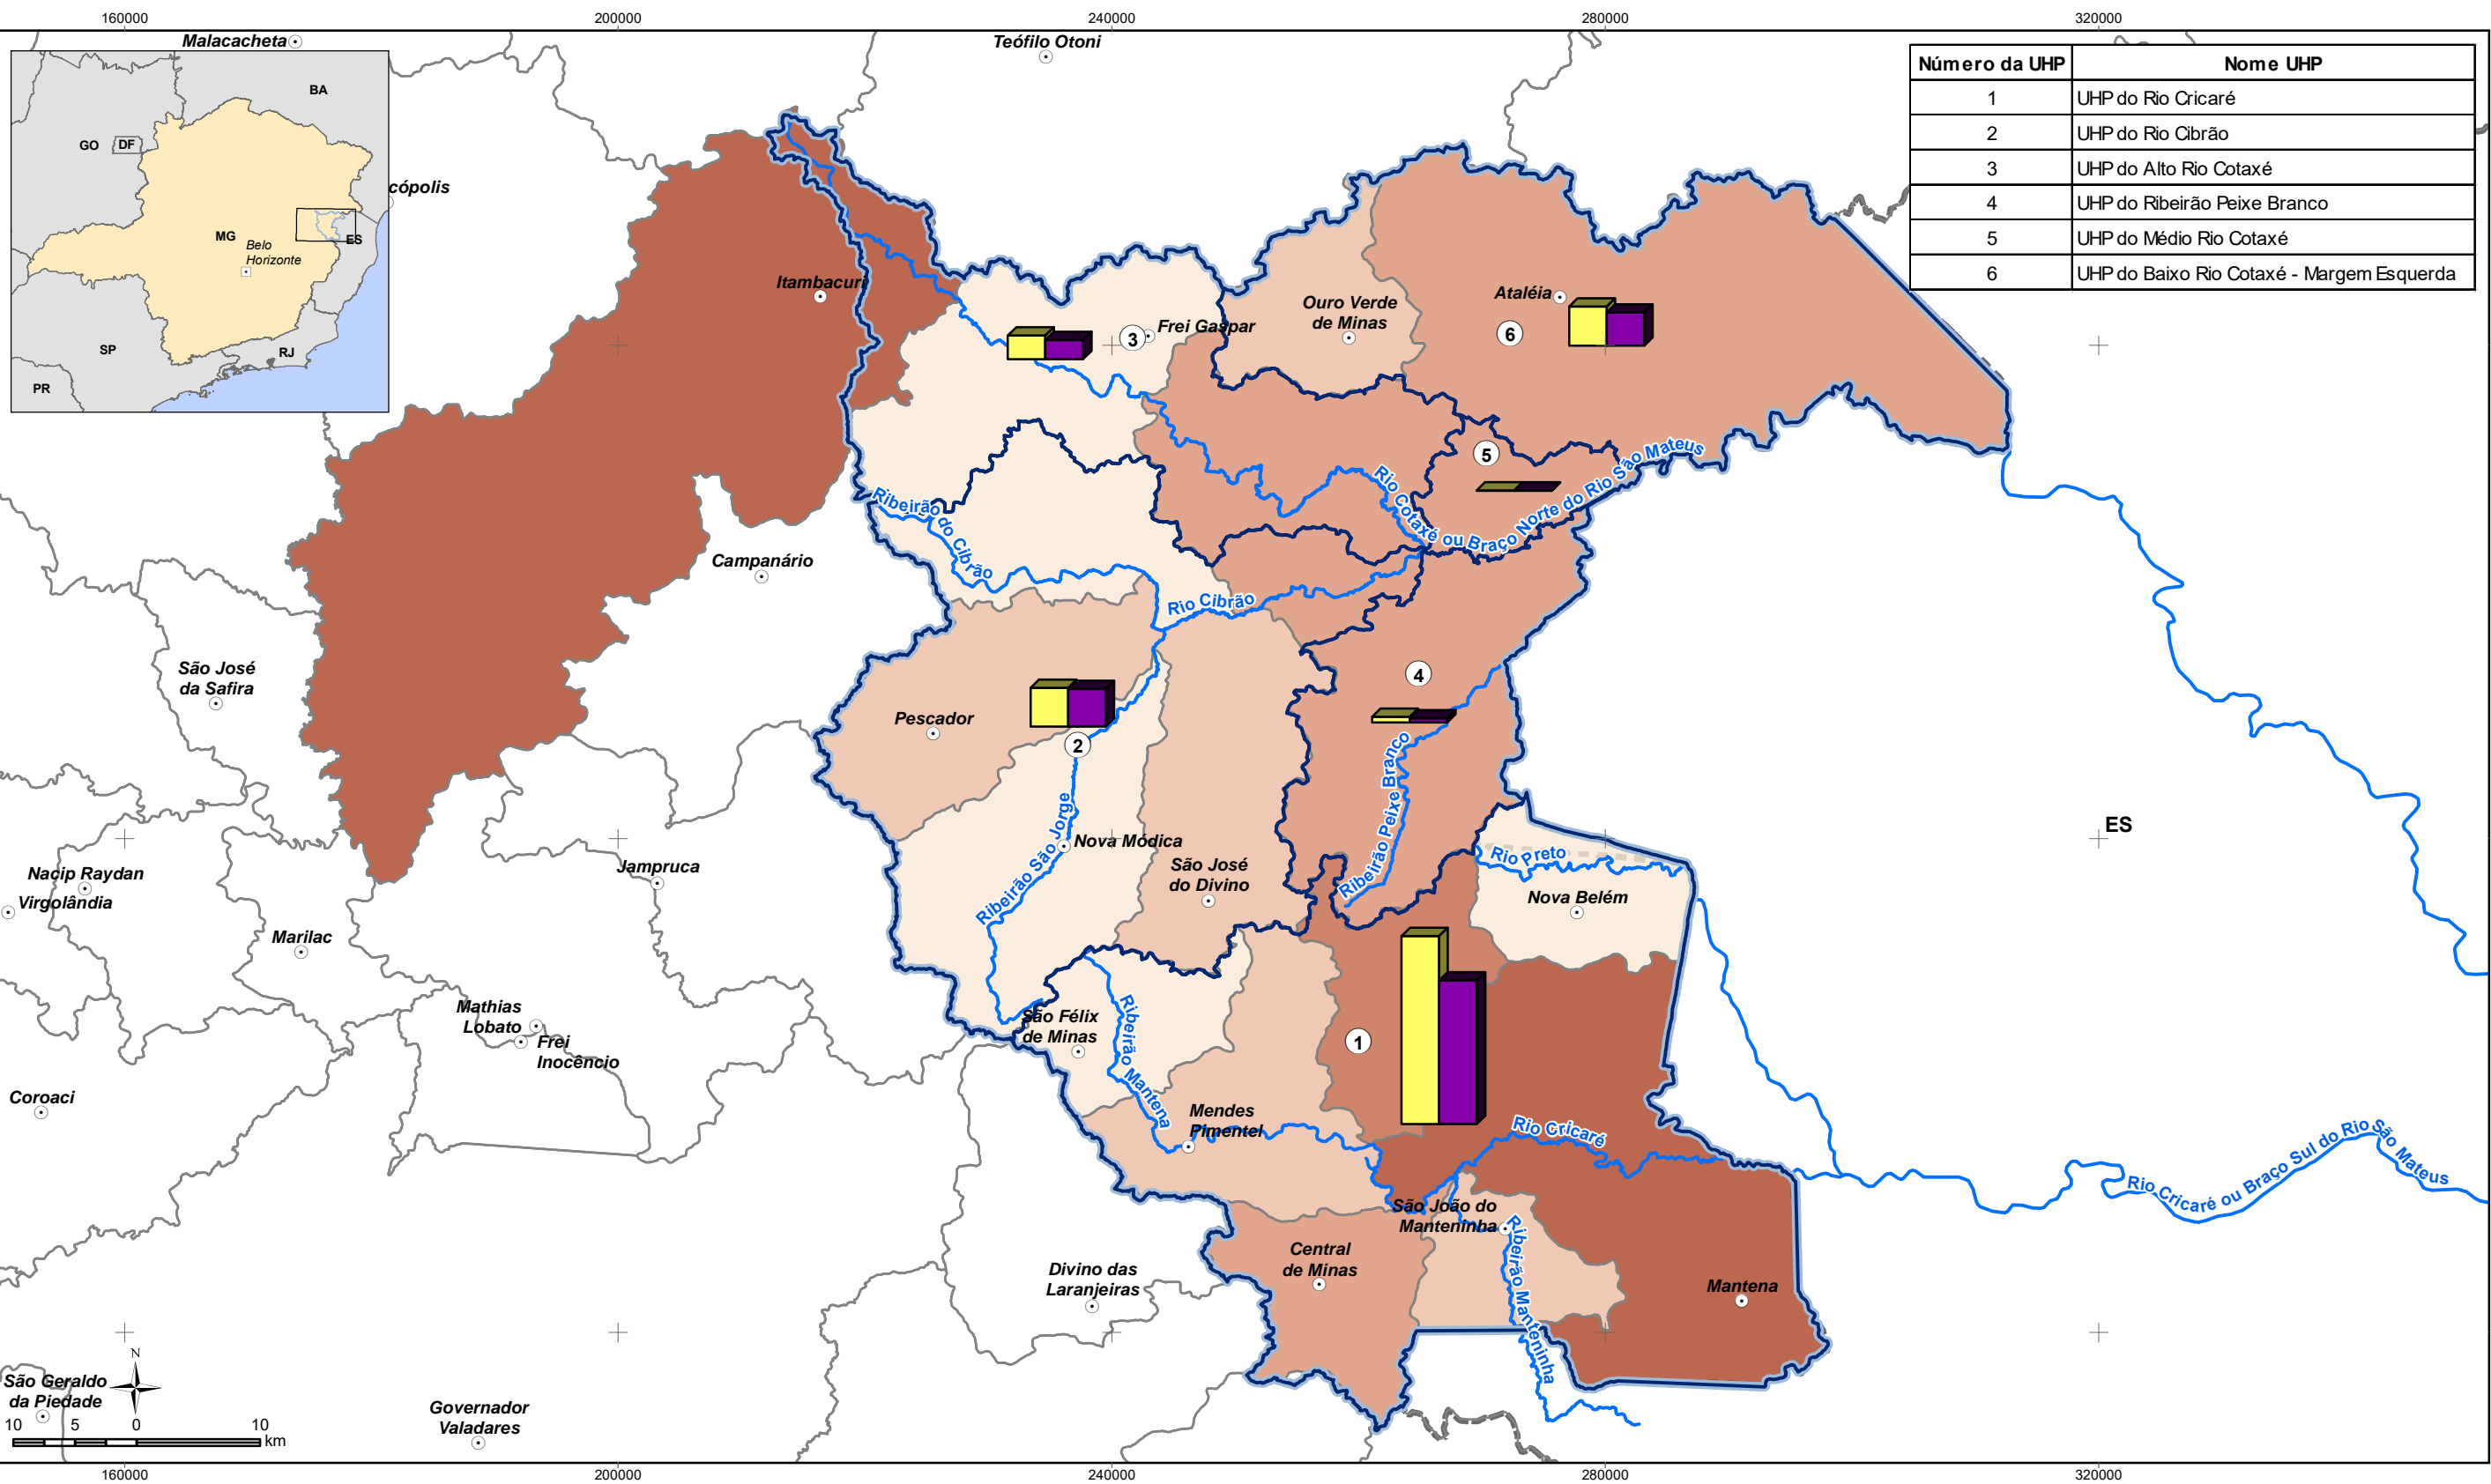 160000
200000
240000
280000
320000
Malacacheta
Teófilo Otoni
Número da UHP Nome UHP
1 UHP do Rio Cricaré
2 UHP do Rio Cibrão
3 UHP do Alto Rio Cotaxé
4 UHP do Ribeirão Peixe Branco
5 UHP do Médio Rio Cotaxé
6 UHP do Baixo Rio Cotaxé - Margem Esquerda
BA
GO
DF
MG
Belo
Horizonte
ES
SP
RJ
PR
cópolis
Itambacuri
3
Frei Gaspar
Ouro Verde
de Minas
Ataléia
6
5
Rio Cotaxé ou Braço Norte do Rio São Mateus
Ribeirão do Cibrão
Campanário
Rio Cibrão
São José
da Safira
Pescador
2
4
Ribeirão Peixe Branco
Ribeirão São Jorge
Nova Módica
São José
do Divino
Rio Preto
Nova Belém
ES
Nacip Raydan
Virgolândia
Jampruca
Marilac
Mathias
Lobato
Frei
Inocêncio
São Félix
de Minas
Ribeirão Mantena
1
Coroaci
Mendes
Pimentel
Rio Cricaré
Rio Cricaré ou Braço Sul do Rio São Mateus
São João do
Manteninha
Ribeirão Manteninha
Central
de Minas
Divino das
Laranjeiras
Mantena
N
São Geraldo
da Piedade
Governador
Valadares
10 5 0 10
km
160000
200000
240000
280000
320000